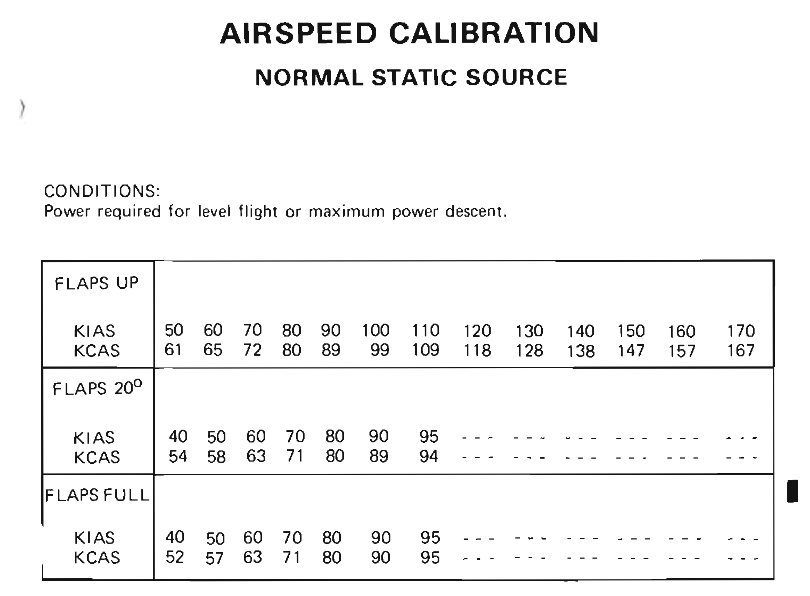 AIRSPEED CALIBRATION
NORMAL STATIC SOURCE
CONDITIONS:
Power required for level flight or maximum power descent.
FLAPS UP
KIAS 50 60 70 80 90 100 110 120 130 140 150 160 170
KCAS 61 65 72 80 89 99 109 118 128 138 147 157 167
FLAPS 20⁰
KIAS 40 50 60 70 80 90 95 --- --- --- --- --- ---
KCAS 54 58 63 71 80 89 94 --- --- --- --- --- ---
FLAPS FULL
KIAS 40 50 60 70 80 90 95 --- --- --- --- --- ---
KCAS 52 57 63 71 80 90 95 --- --- --- --- --- ---